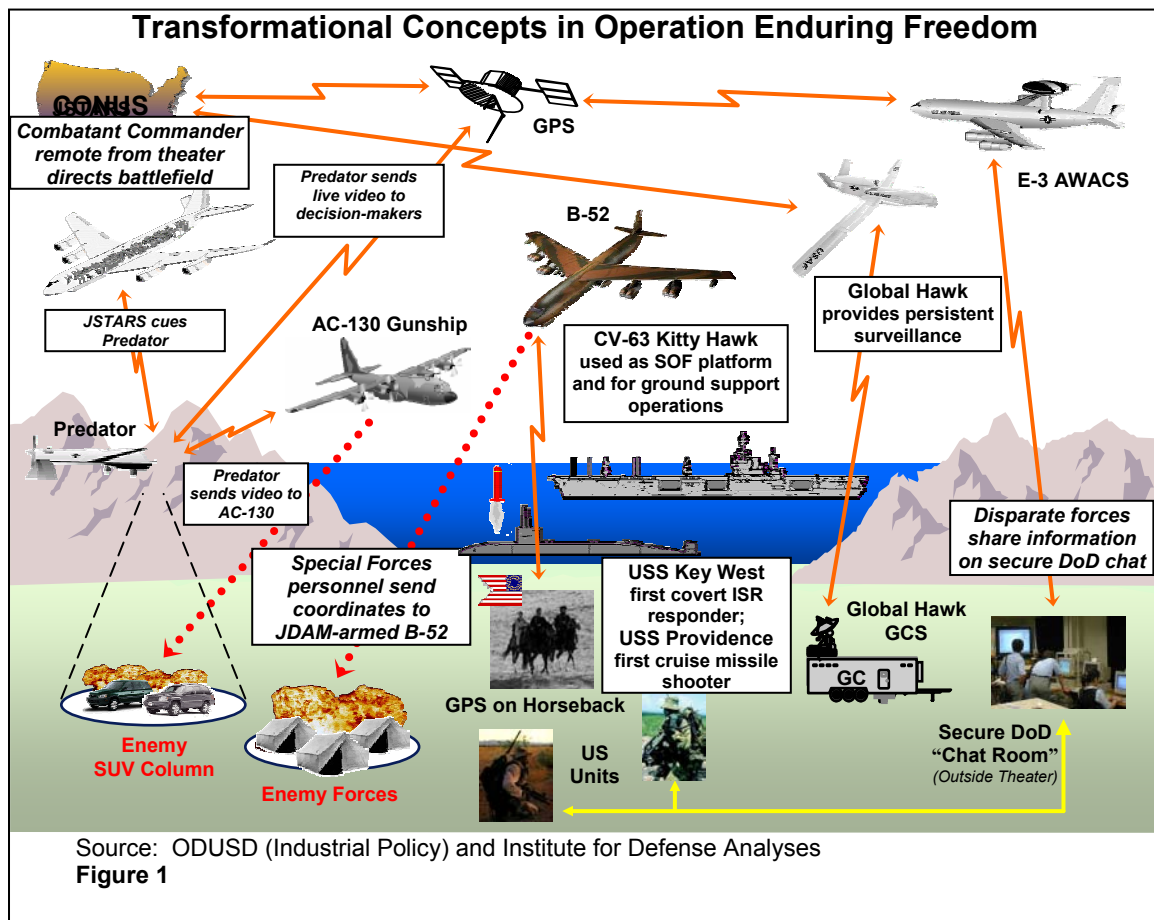 Transformational Concepts in Operation Enduring Freedom
CONUS
JSTARS
Combatant Commander
remote from theater
directs battlefield
GPS
E-3 AWACS
Predator sends
live video to
decision-makers
B-52
USAF
JSTARS cues
Predator
AC-130 Gunship
CV-63 Kitty Hawk
used as SOF platform
and for ground support
operations
Global Hawk
provides persistent
surveillance
Predator
Predator
sends video to
AC-130
Disparate forces
share information
on secure DoD chat
Special Forces
personnel send
coordinates to
JDAM-armed B-52
USS Key West
first covert ISR
responder;
USS Providence
first cruise missile
shooter
Global Hawk
GCS
GC
GPS on Horseback
Enemy
SUV Column
Enemy Forces
US
Units
Secure DoD
“Chat Room”
(Outside Theater)
Source: ODUSD (Industrial Policy) and Institute for Defense Analyses
Figure 1